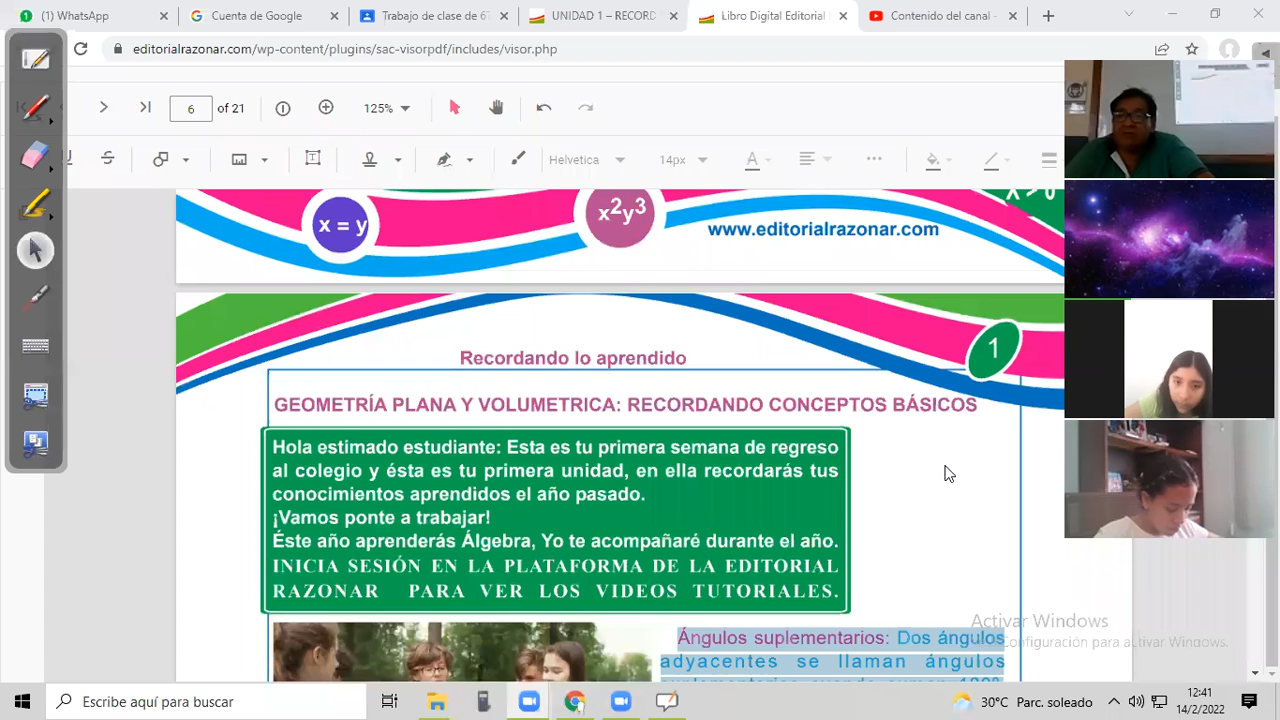 (1) WhatsApp
Cuenta de Google
Trabajo de clase de 67
UNIDAD 1 – RECORD
Libro Digital Editorial
Contenido del canal -
editorialrazonar.com/wp-content/plugins/sac-visorpdf/includes/visor.php
6 of 21
125%
Helvetica
14px
x = y
x²y³
www.editorialrazonar.com
Recordando lo aprendido
1
GEOMETRÍA PLANA Y VOLUMETRICA: RECORDANDO CONCEPTOS BÁSICOS
Hola estimado estudiante: Esta es tu primera semana de regreso
al colegio y ésta es tu primera unidad, en ella recordarás tus
conocimientos aprendidos el año pasado.
¡Vamos ponte a trabajar!
Éste año aprenderás Álgebra, Yo te acompañaré durante el año.
INICIA SESIÓN EN LA PLATAFORMA DE LA EDITORIAL
RAZONAR PARA VER LOS VIDEOS TUTORIALES.
Ángulos suplementarios: Dos ángulos
adyacentes se llaman ángulos
Activar Windows
Configuración para activar Windows.
Escribe aquí para buscar
30°C Parc. soleado
12:41
14/2/2022